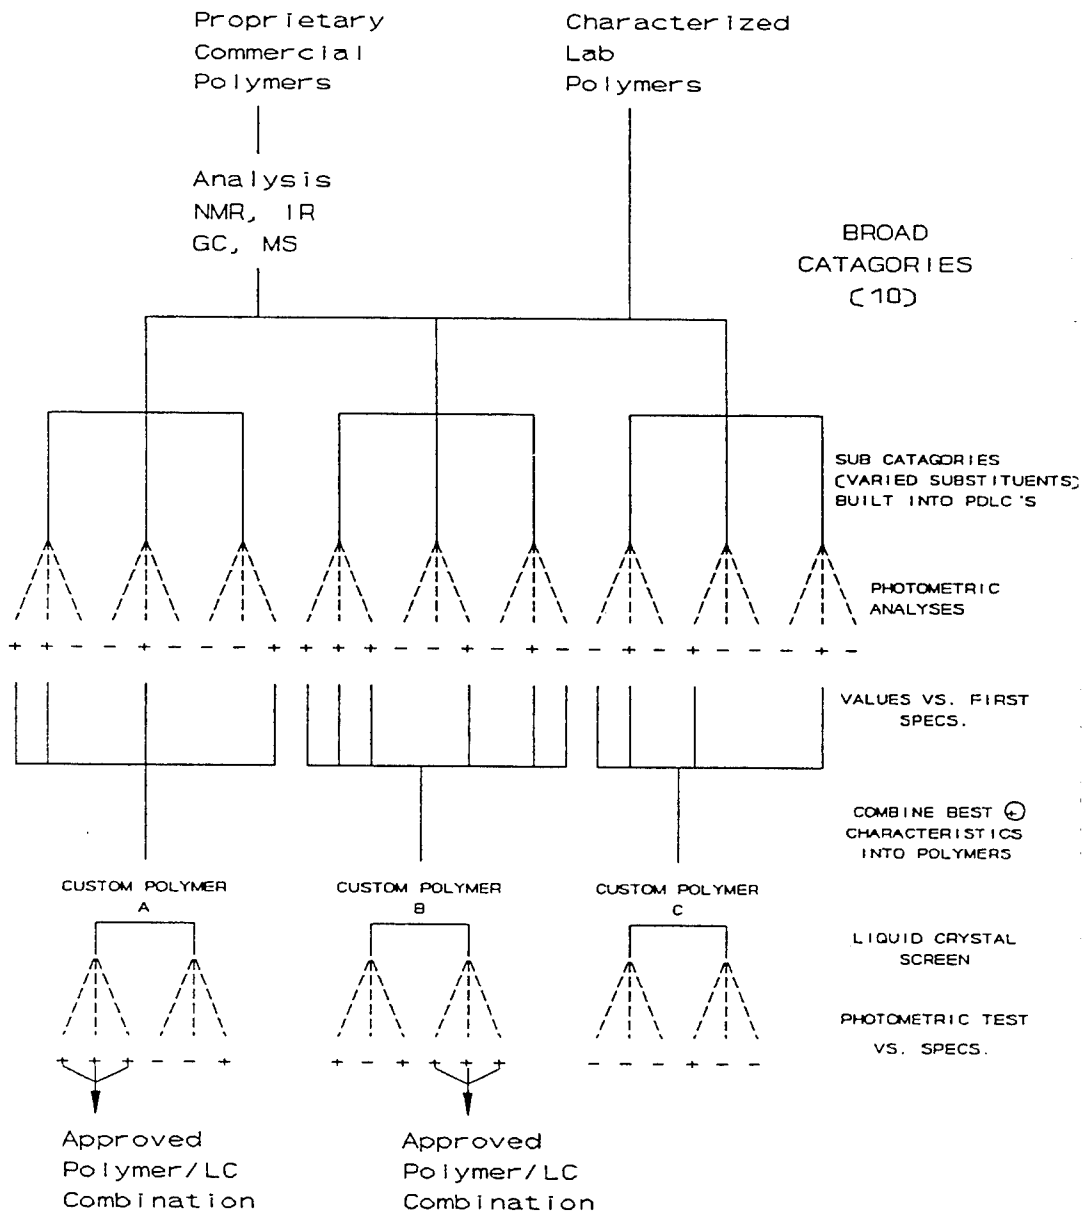 Proprietary
Commercial
Polymers
Characterized
Lab
Polymers
Analysis
NMR, IR
GC, MS
BROAD
CATAGORIES
(10)
SUB CATAGORIES
(VARIED SUBSTITUENTS)
BUILT INTO PDLC'S
PHOTOMETRIC
ANALYSES
+ + - - + - - - + + + + - - + - + - - + - + - - - + -
VALUES VS. FIRST
SPECS.
COMBINE BEST ⊕
CHARACTERISTICS
INTO POLYMERS
CUSTOM POLYMER
A
CUSTOM POLYMER
B
CUSTOM POLYMER
C
LIQUID CRYSTAL
SCREEN
PHOTOMETRIC TEST
VS. SPECS.
+ + + - - + + - + + + + - - - + - -
Approved
Polymer/LC
Combination
Approved
Polymer/LC
Combination